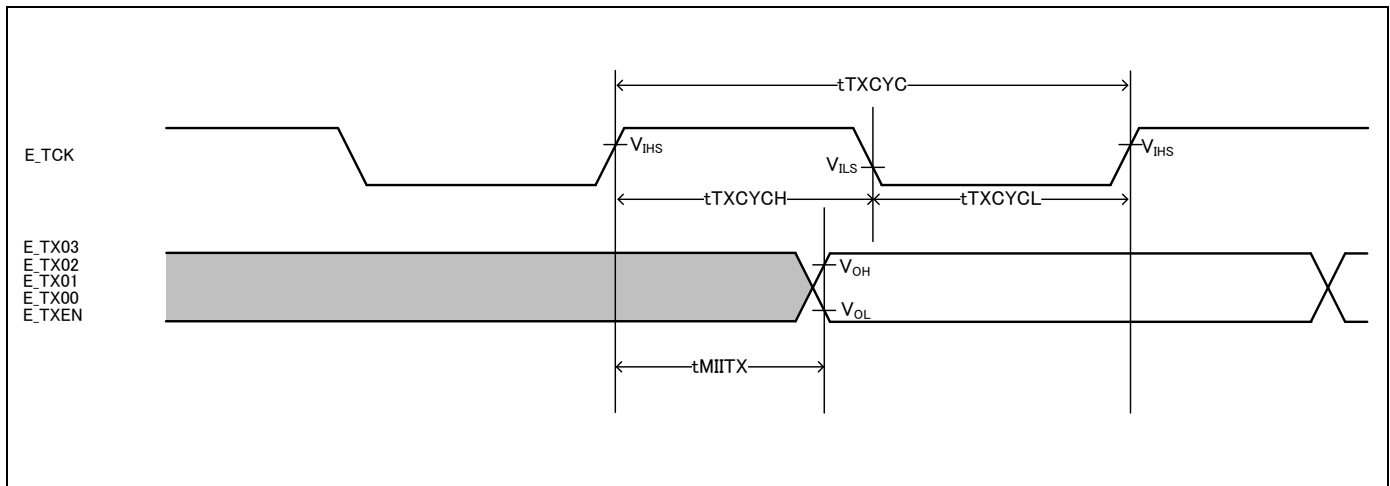 tTXCYC
E_TCK
VIHS
VILS
VIHS
tTXCYCH
tTXCYCL
E_TX03
E_TX02
E_TX01
E_TX00
E_TXEN
VOH
VOL
tMIITX